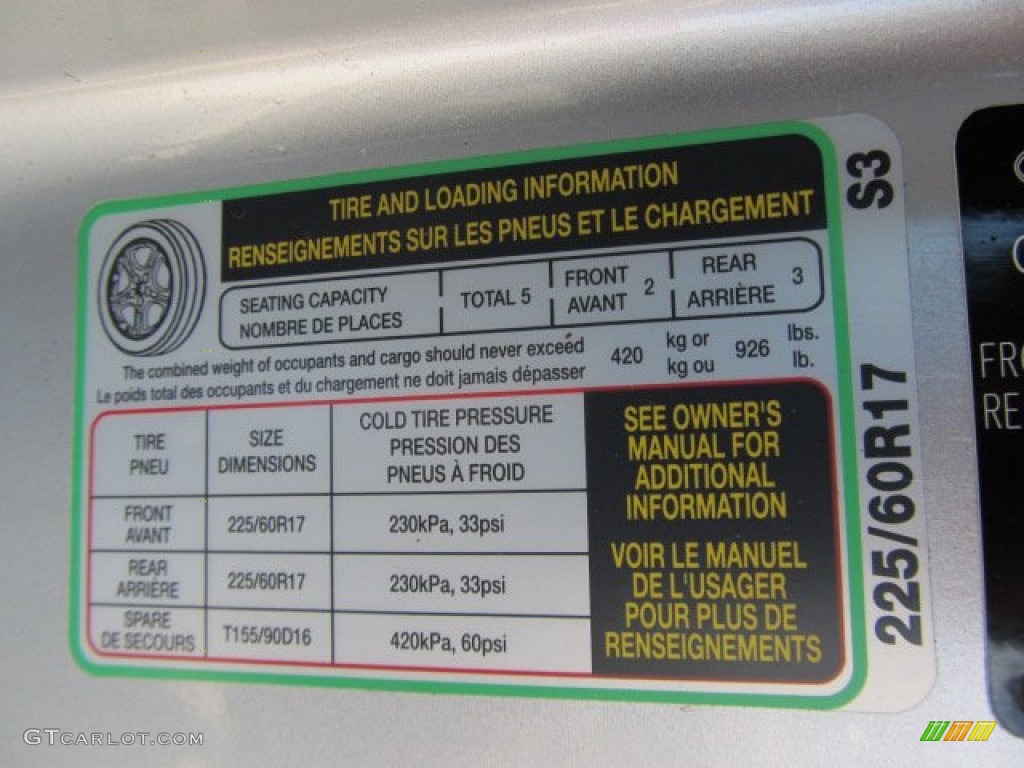 TIRE AND LOADING INFORMATION
RENSEIGNEMENTS SUR LES PNEUS ET LE CHARGEMENT
SEATING CAPACITY
NOMBRE DE PLACES
TOTAL 5
FRONT
AVANT
2
REAR
ARRIÈRE
3
The combined weight of occupants and cargo should never exceed
Le poids total des occupants et du chargement ne doit jamais dépasser
420
kg or
kg ou
926
lbs.
lb.
TIRE
PNEU
SIZE
DIMENSIONS
COLD TIRE PRESSURE
PRESSION DES
PNEUS À FROID
FRONT
AVANT
225/60R17
230kPa, 33psi
REAR
ARRIÈRE
225/60R17
230kPa, 33psi
SPARE
DE SECOURS
T155/90D16
420kPa, 60psi
SEE OWNER'S
MANUAL FOR
ADDITIONAL
INFORMATION
VOIR LE MANUEL
DE L'USAGER
POUR PLUS DE
RENSEIGNEMENTS
S3
225/60R17
GTCARLOT.COM